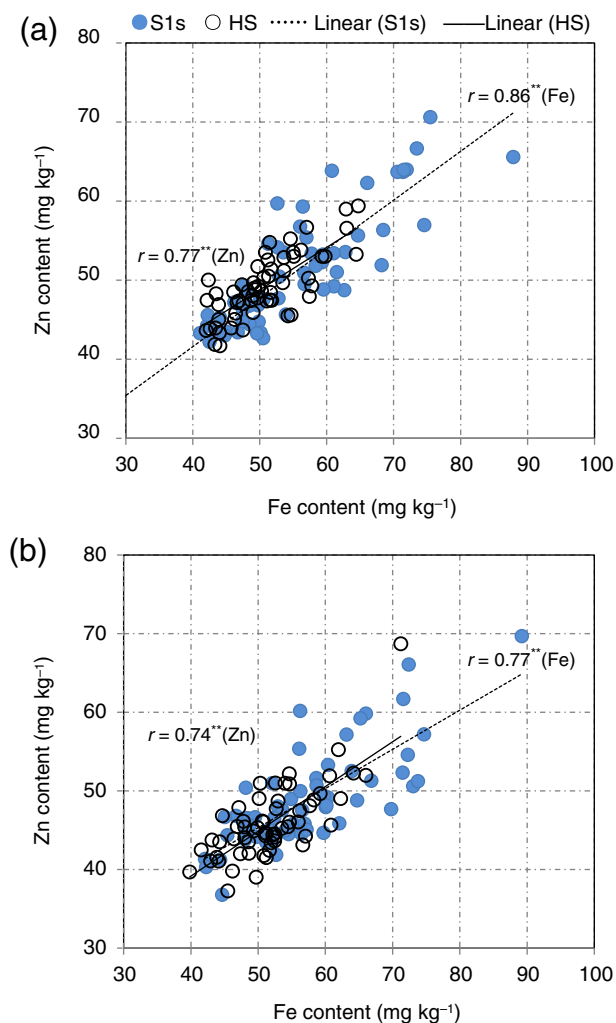 (a)
S1s HS Linear (S1s) Linear (HS)
80
70
60
50
40
30
Zn content (mg kg⁻¹)
r = 0.86**(Fe)
r = 0.77**(Zn)
30 40 50 60 70 80 90 100
Fe content (mg kg⁻¹)
(b)
80
70
60
50
40
30
Zn content (mg kg⁻¹)
r = 0.77**(Fe)
r = 0.74**(Zn)
30 40 50 60 70 80 90 100
Fe content (mg kg⁻¹)